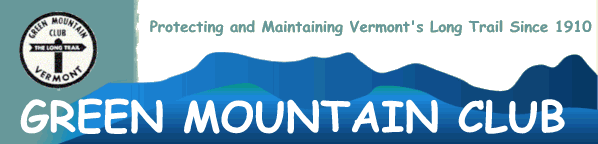 GREEN MOUNTAIN
CLUB
THE LONG TRAIL
VERMONT
Protecting and Maintaining Vermont's Long Trail Since 1910
GREEN MOUNTAIN CLUB